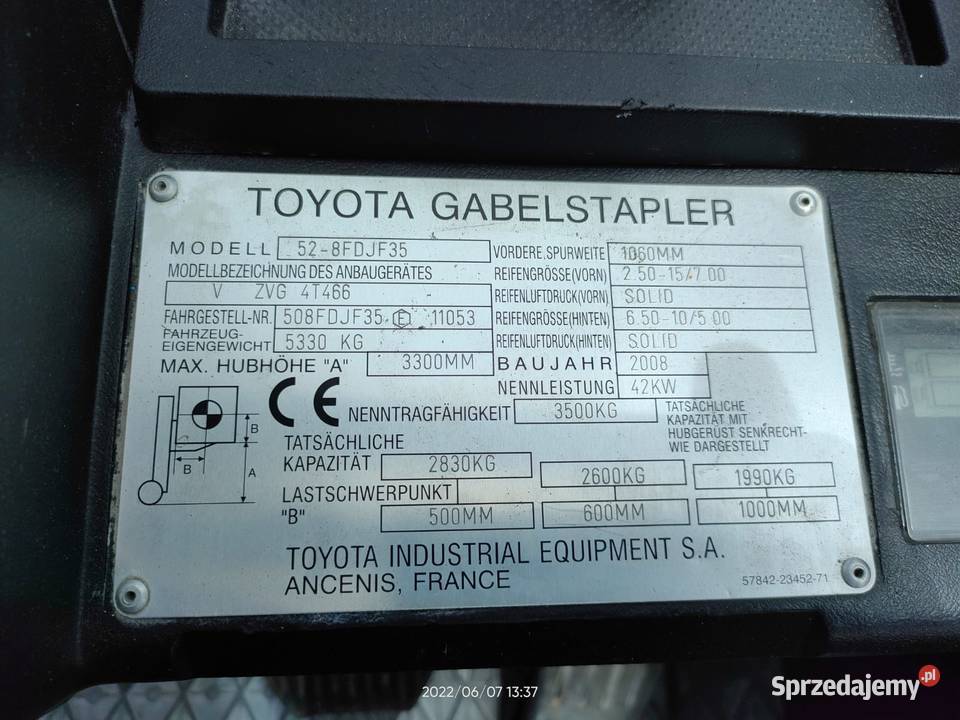 TOYOTA GABELSTAPLER
MODELL 52-8FDJF35 VORDERE,SPURWEITE 1060MM
MODELLBEZEICHNUNG DES ANBAUGERÄTES REIFENGRÖSSE(VORN) 2.50-15/7.00
V ZVG 4T466 REIFENLUFTDRUCK(VORN) SOLID
FAHRGESTELL-NR. 508FDJF35 E 11053 REIFENGRÖSSE(HINTEN) 6.50-10/5.00
FAHRZEUG-
EIGENGEWICHT 5330 KG REIFENLUFTDRUCK(HINTEN) SOLID
MAX. HUBHÖHE "A" 3300MM BAUJAHR 2008
NENNLEISTUNG 42KW
CE NENNTRAGFÄHIGKEIT 3500KG TATSÄCHLICHE
KAPAZITÄT MIT
HUBGERÜST SENKRECHT-
WIE DARGESTELLT
B
B
A
TATSÄCHLICHE
KAPAZITÄT 2830KG 2600KG 1990KG
LASTSCHWERPUNKT
"B" 500MM 600MM 1000MM
TOYOTA INDUSTRIAL EQUIPMENT S.A.
ANCENIS, FRANCE 57842-23452-71
2022/06/07 13:37
Sprzedajemy.pl